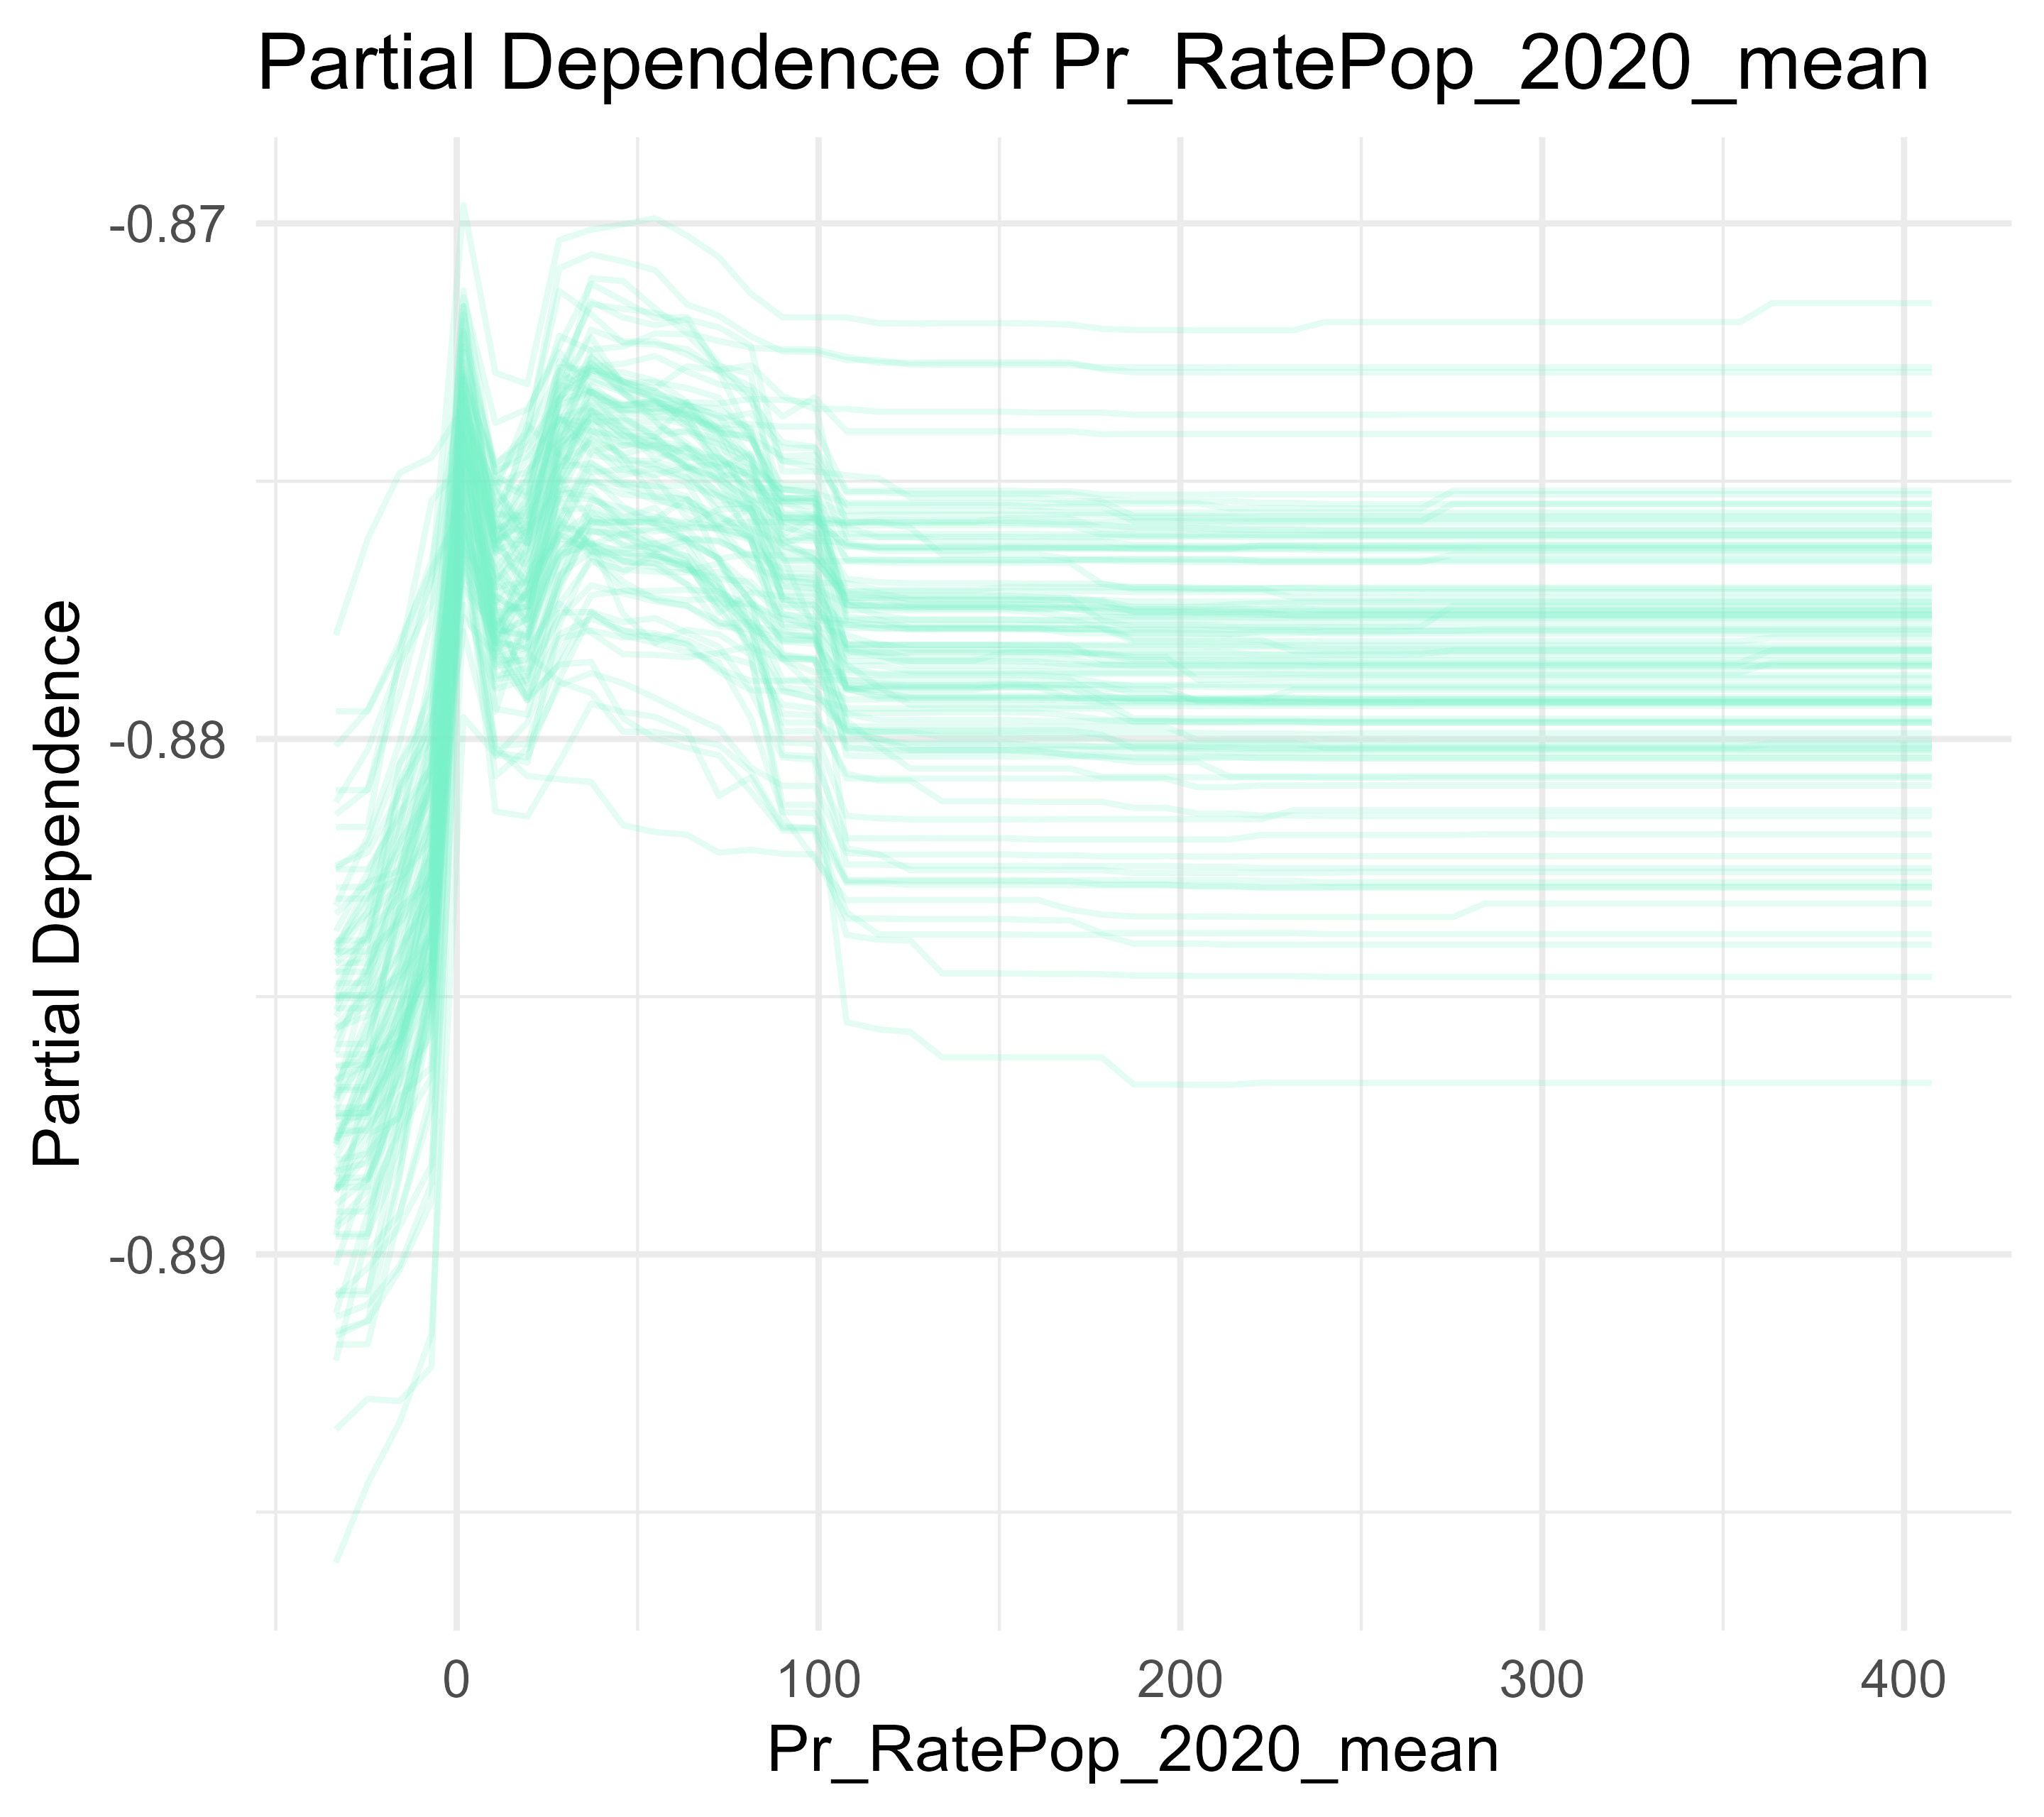 Partial Dependence of Pr_RatePop_2020_mean
Partial Dependence
-0.87
-0.88
-0.89
0 100 200 300 400
Pr_RatePop_2020_mean